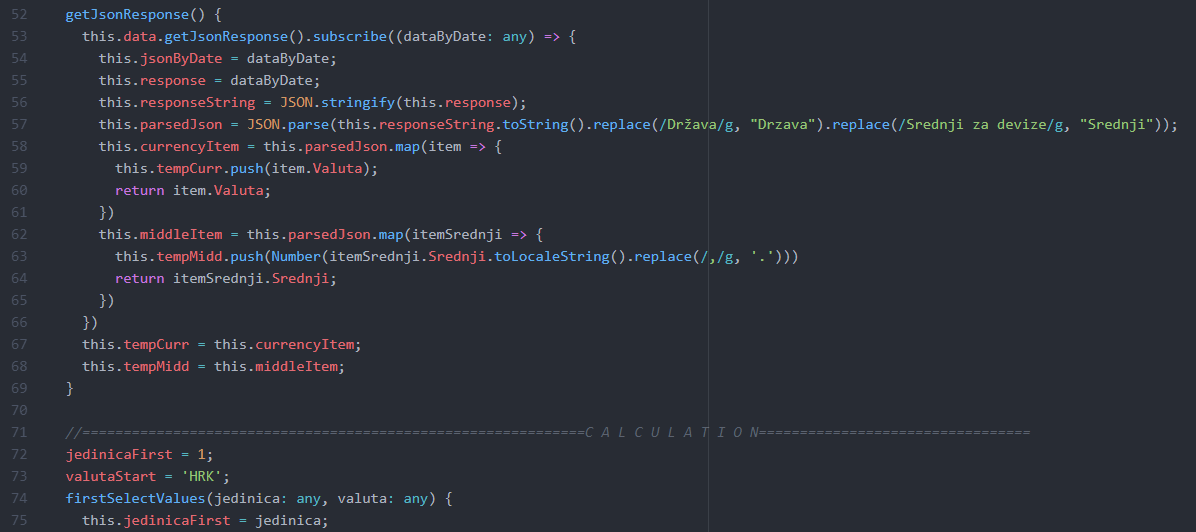 52 getJsonResponse() {
53 this.data.getJsonResponse().subscribe((dataByDate: any) => {
54 this.jsonByDate = dataByDate;
55 this.response = dataByDate;
56 this.responseString = JSON.stringify(this.response);
57 this.parsedJson = JSON.parse(this.responseString.toString().replace(/Država/g, "Drzava").replace(/Srednji za devize/g, "Srednji"));
58 this.currencyItem = this.parsedJson.map(item => {
59 this.tempCurr.push(item.Valuta);
60 return item.Valuta;
61 })
62 this.middleItem = this.parsedJson.map(itemSrednji => {
63 this.tempMidd.push(Number(itemSrednji.Srednji.toLocaleString().replace(/,/g, '.')))
64 return itemSrednji.Srednji;
65 })
66 })
67 this.tempCurr = this.currencyItem;
68 this.tempMidd = this.middleItem;
69 }
70
71 //=============================================================C A L C U L A T I O N=================================
72 jedinicaFirst = 1;
73 valutaStart = 'HRK';
74 firstSelectValues(jedinica: any, valuta: any) {
75 this.jedinicaFirst = jedinica;